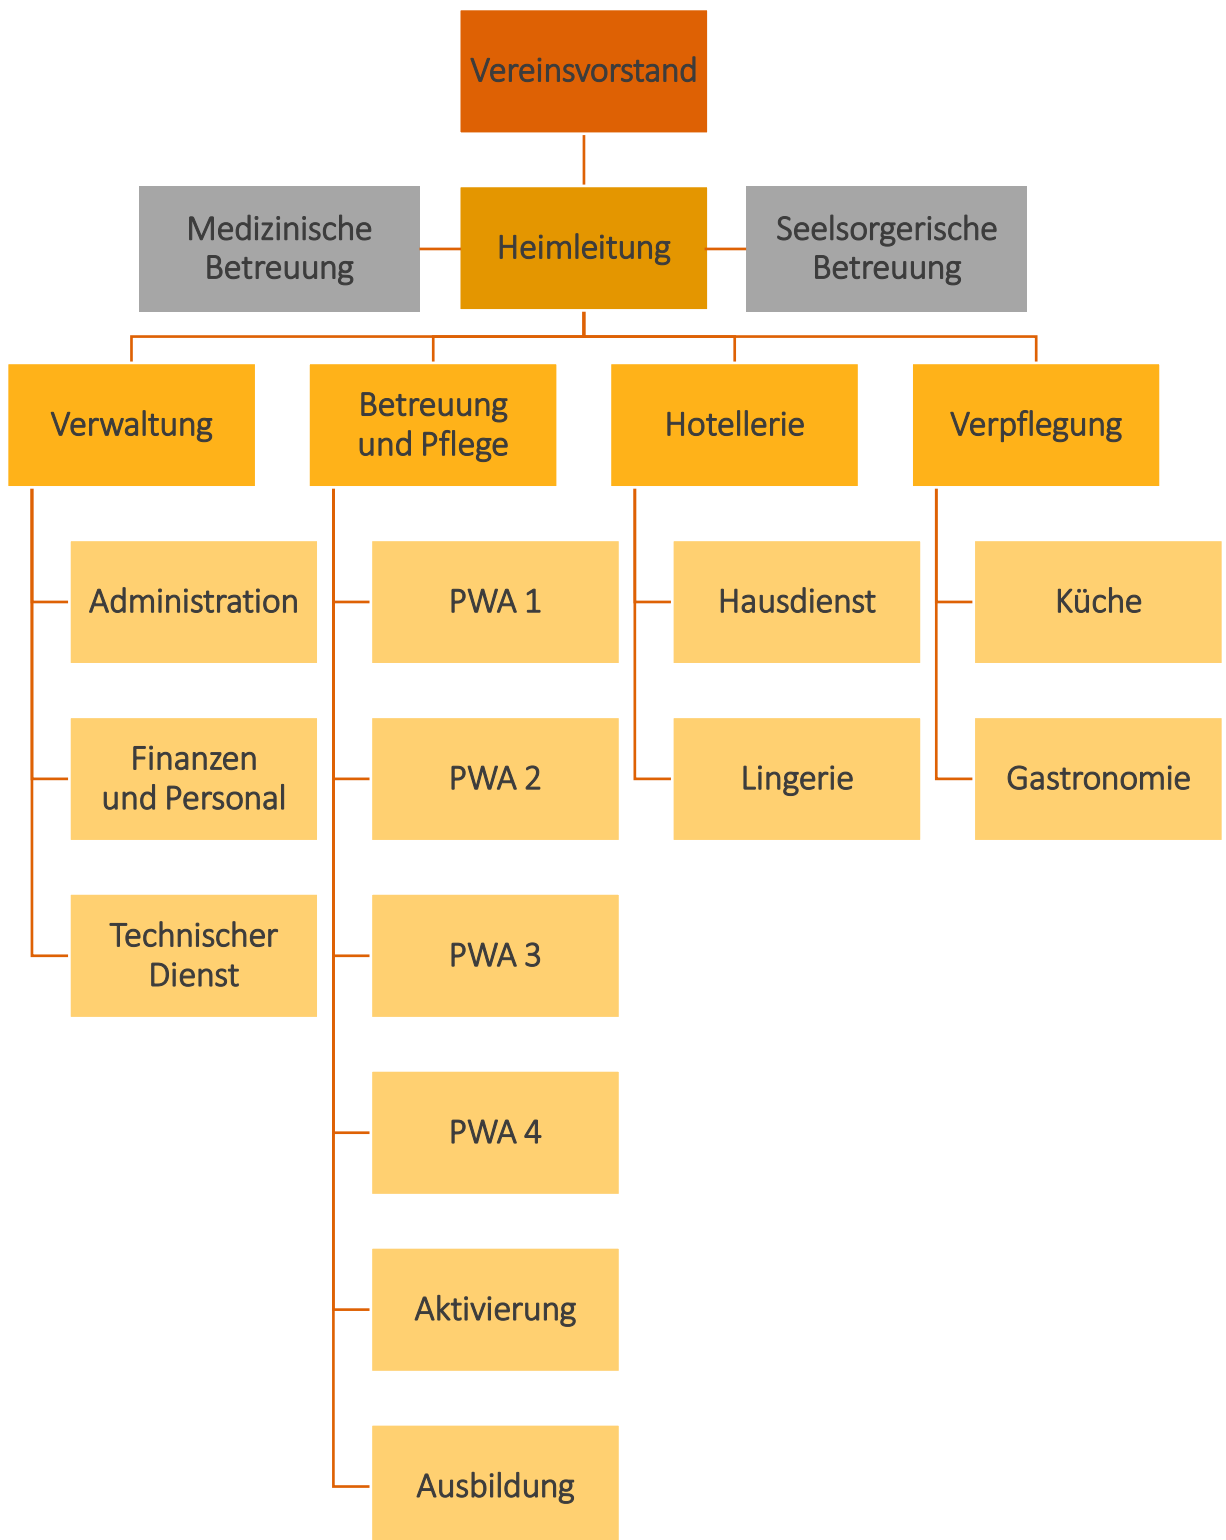 Vereinsvorstand
Medizinische
Betreuung
Heimleitung
Seelsorgerische
Betreuung
Verwaltung
Betreuung
und Pflege
Hotellerie
Verpflegung
Administration
PWA 1
Hausdienst
Küche
Finanzen
und Personal
PWA 2
Lingerie
Gastronomie
Technischer
Dienst
PWA 3
PWA 4
Aktivierung
Ausbildung